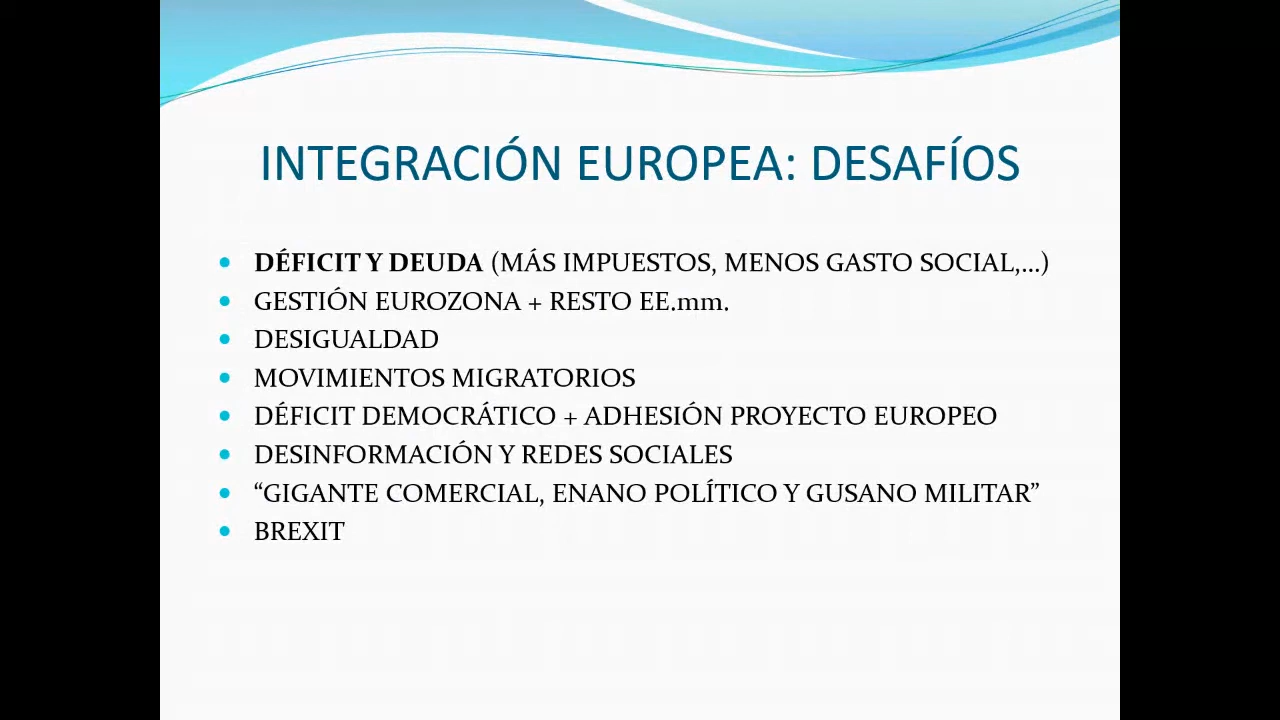 INTEGRACIÓN EUROPEA: DESAFÍOS
DÉFICIT Y DEUDA (MÁS IMPUESTOS, MENOS GASTO SOCIAL,...)
GESTIÓN EUROZONA + RESTO EE.mm.
DESIGUALDAD
MOVIMIENTOS MIGRATORIOS
DÉFICIT DEMOCRÁTICO + ADHESIÓN PROYECTO EUROPEO
DESINFORMACIÓN Y REDES SOCIALES
“GIGANTE COMERCIAL, ENANO POLÍTICO Y GUSANO MILITAR”
BREXIT